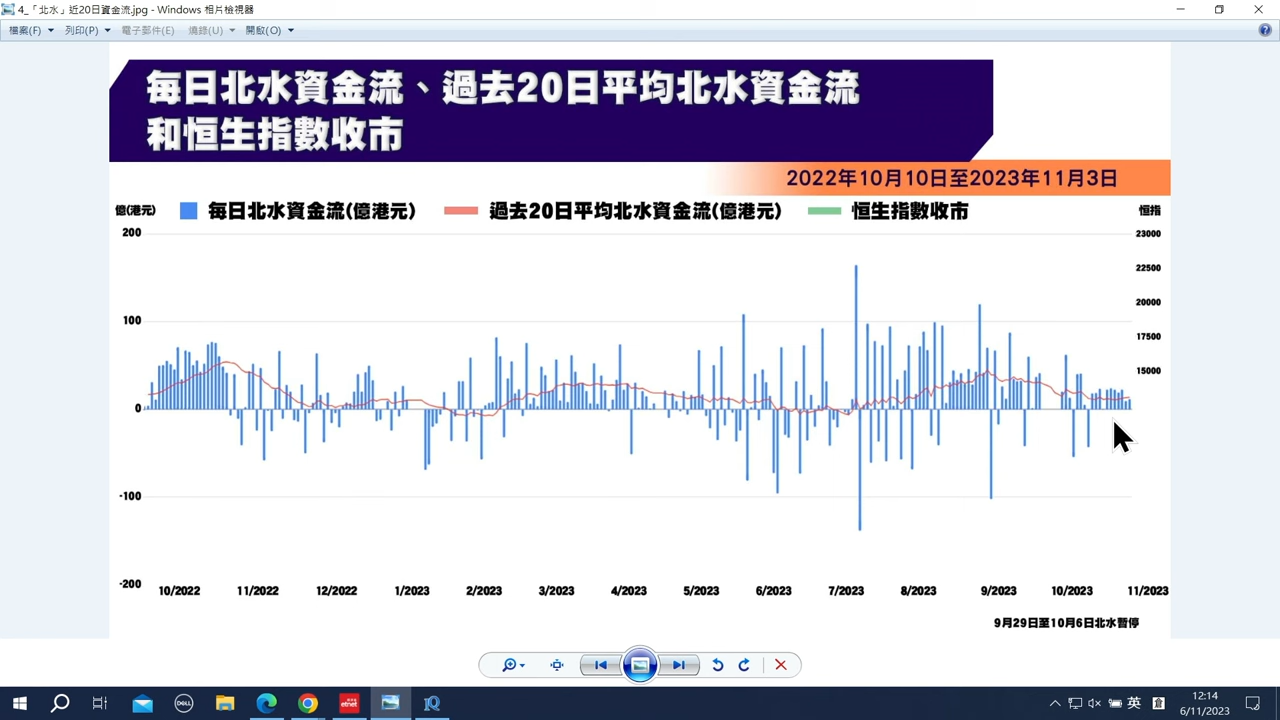 4_「北水」近20日資金流.jpg - Windows 相片檢視器
檔案(F) 列印(P) 電子郵件(E) 燒錄(U) 開啟(O)
每日北水資金流、過去20日平均北水資金流
和恒生指數收市
2022年10月10日至2023年11月3日
億(港元) 每日北水資金流(億港元) 過去20日平均北水資金流(億港元) 恒生指數收市 恒指
200 23000
22500
20000
100 17500
15000
0
-100
-200
10/2022 11/2022 12/2022 1/2023 2/2023 3/2023 4/2023 5/2023 6/2023 7/2023 8/2023 9/2023 10/2023 11/2023
9月29日至10月6日北水暫停
DELL etnet IQ 英 倉 12:14
6/11/2023